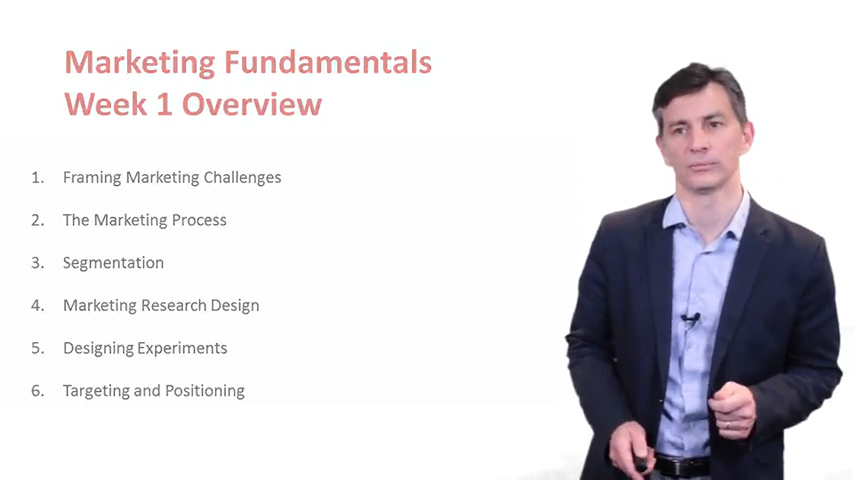 Marketing Fundamentals
Week 1 Overview
1. Framing Marketing Challenges
2. The Marketing Process
3. Segmentation
4. Marketing Research Design
5. Designing Experiments
6. Targeting and Positioning